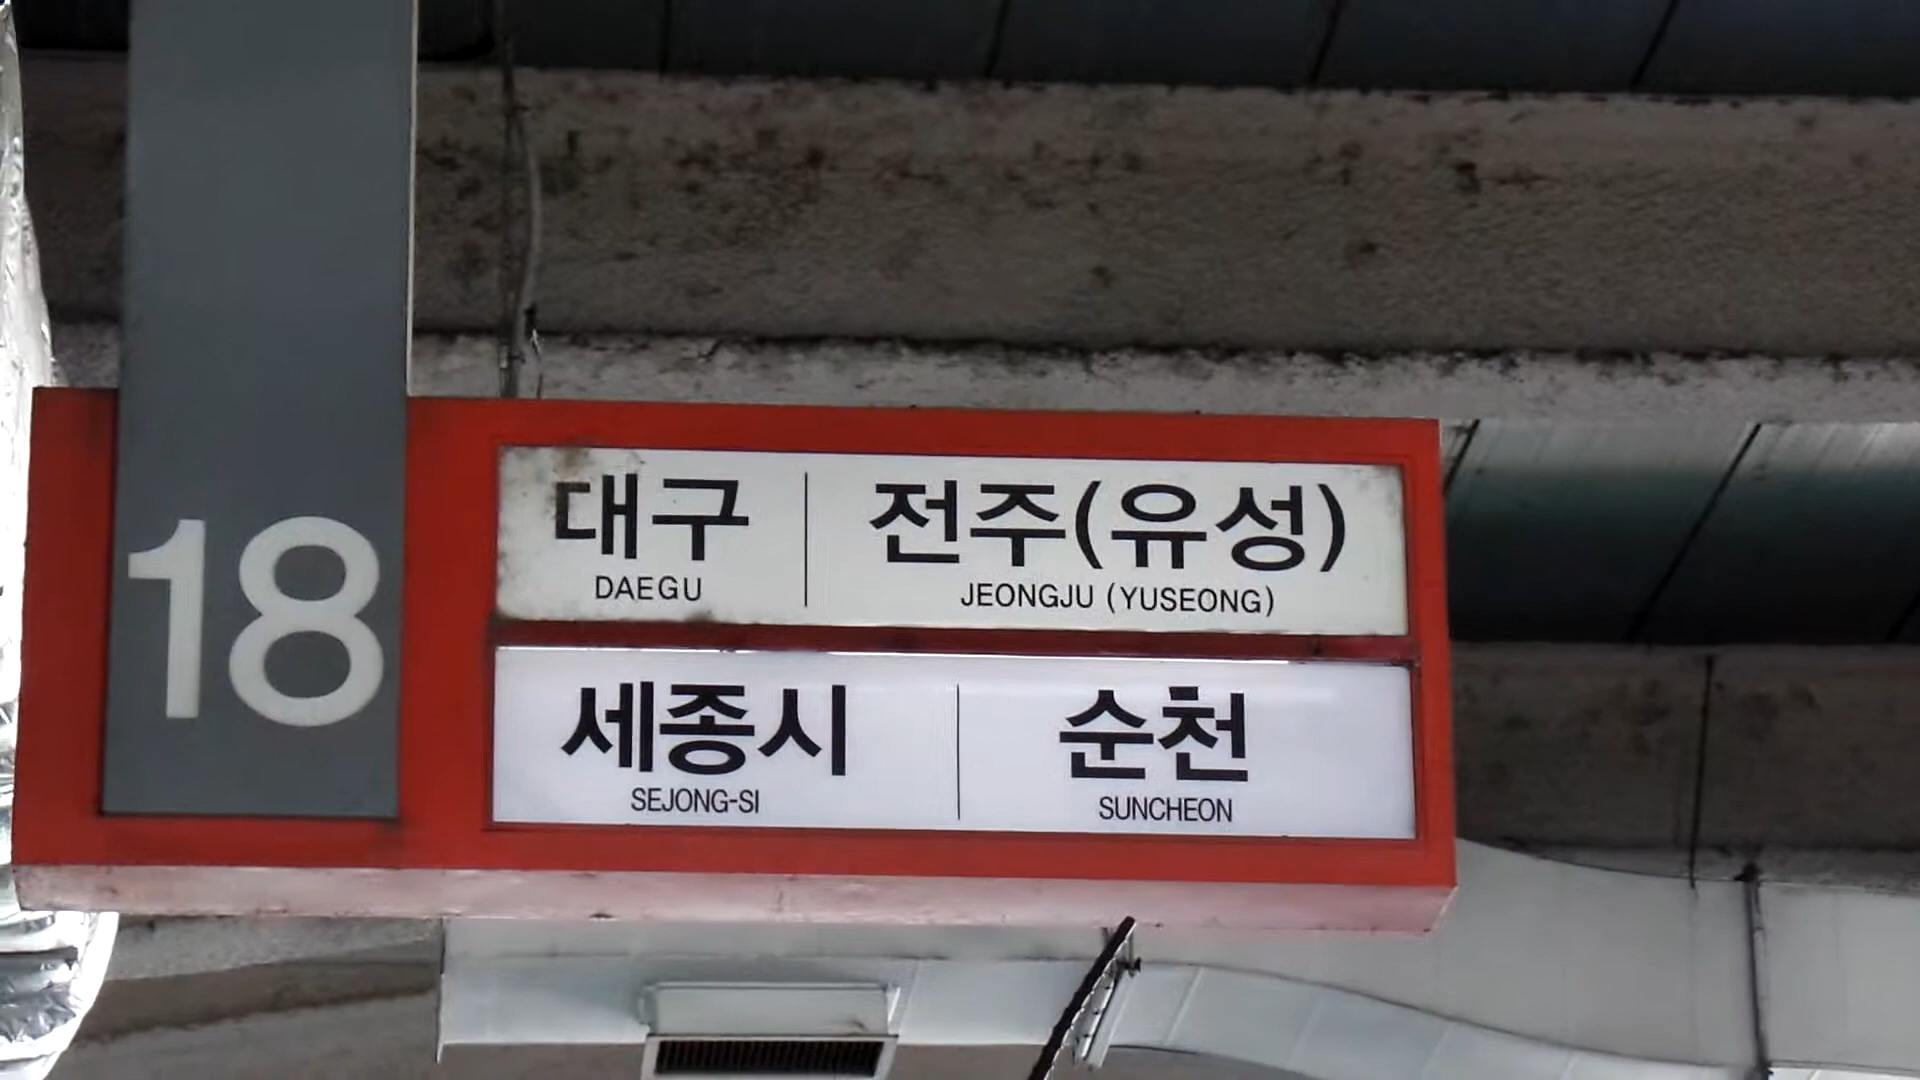 18
대구 | 전주(유성)
DAEGU JEONGJU (YUSEONG)
세종시 | 순천
SEJONG-SI SUNCHEON